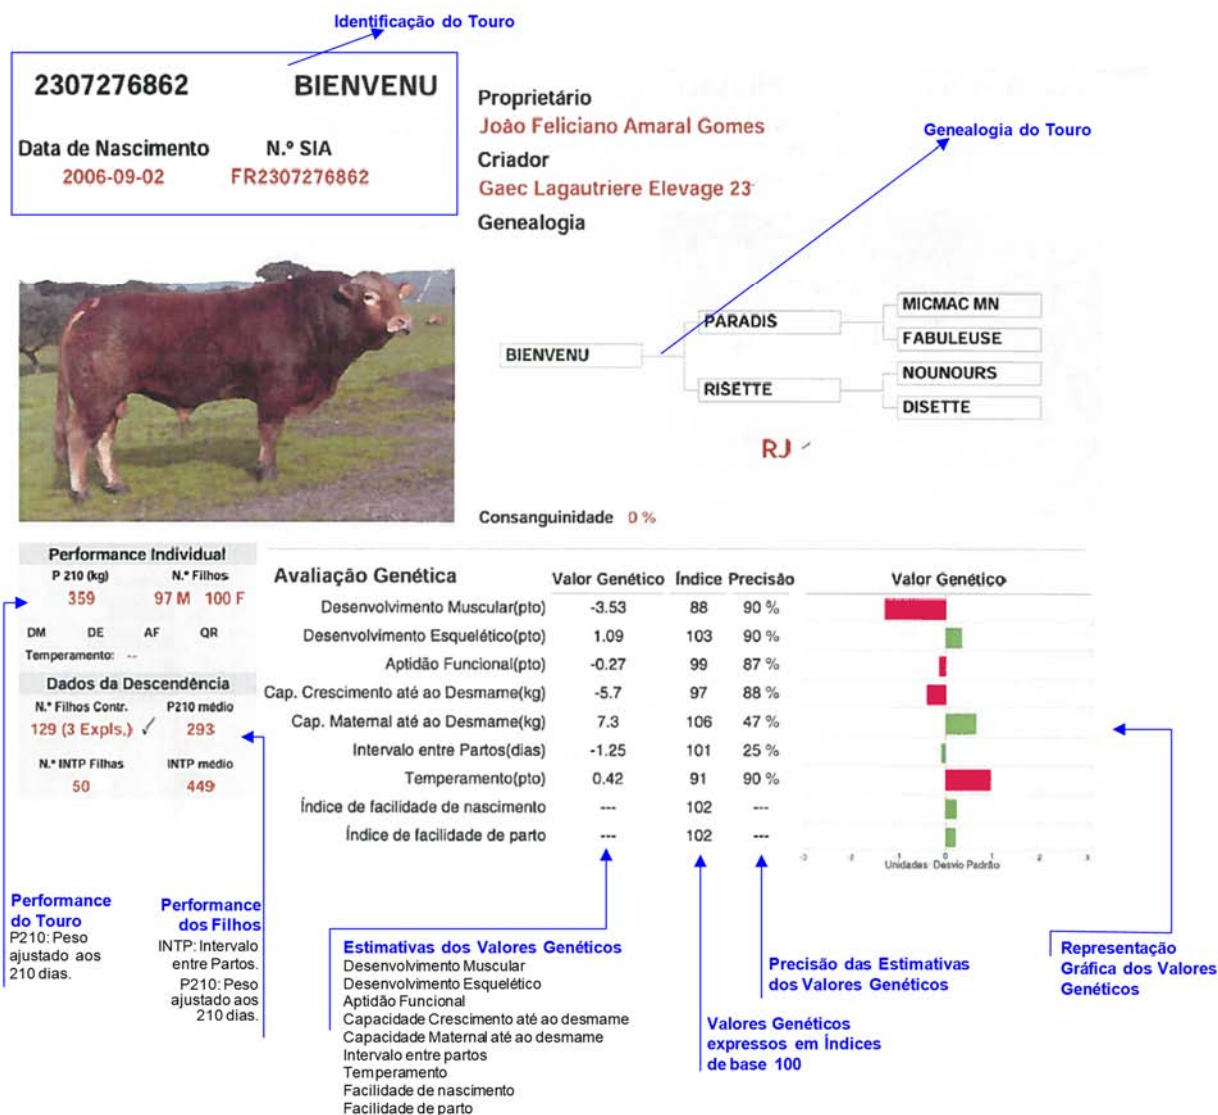 Identificação do Touro
2307276862 BIENVENU
Data de Nascimento N.º SIA
2006-09-02 FR2307276862
Proprietário
João Feliciano Amaral Gomes
Criador
Gaec Lagautriere Elevage 23
Genealogia
Genealogia do Touro
BIENVENU
PARADIS
RISETTE
MICMAC MN
FABULEUSE
NOUNOURS
DISETTE
RJ
Consanguinidade 0 %
Performance Individual
P 210 (kg) N.º Filhos
359 97 M 100 F
DM DE AF QR
Temperamento: --
Dados da Descendência
N.º Filhos Contr. P210 médio
129 (3 Expls.) ✓ 293
N.º INTP Filhas INTP médio
50 449
Avaliação Genética Valor Genético Índice Precisão Valor Genético
Desenvolvimento Muscular(pto) -3.53 88 90 %
Desenvolvimento Esquelético(pto) 1.09 103 90 %
Aptidão Funcional(pto) -0.27 99 87 %
Cap. Crescimento até ao Desmame(kg) -5.7 97 88 %
Cap. Maternal até ao Desmame(kg) 7.3 106 47 %
Intervalo entre Partos(dias) -1.25 101 25 %
Temperamento(pto) 0.42 91 90 %
Índice de facilidade de nascimento --- 102 ---
Índice de facilidade de parto --- 102 ---
-3 -2 -1 0 1 2 3
Unidades: Desvio Padrão
Performance
do Touro
P210: Peso
ajustado aos
210 dias.
Performance
dos Filhos
INTP: Intervalo
entre Partos.
P210: Peso
ajustado aos
210 dias.
Estimativas dos Valores Genéticos
Desenvolvimento Muscular
Desenvolvimento Esquelético
Aptidão Funcional
Capacidade Crescimento até ao desmame
Capacidade Maternal até ao desmame
Intervalo entre partos
Temperamento
Facilidade de nascimento
Facilidade de parto
Valores Genéticos
expressos em Índices
de base 100
Precisão das Estimativas
dos Valores Genéticos
Representação
Gráfica dos Valores
Genéticos